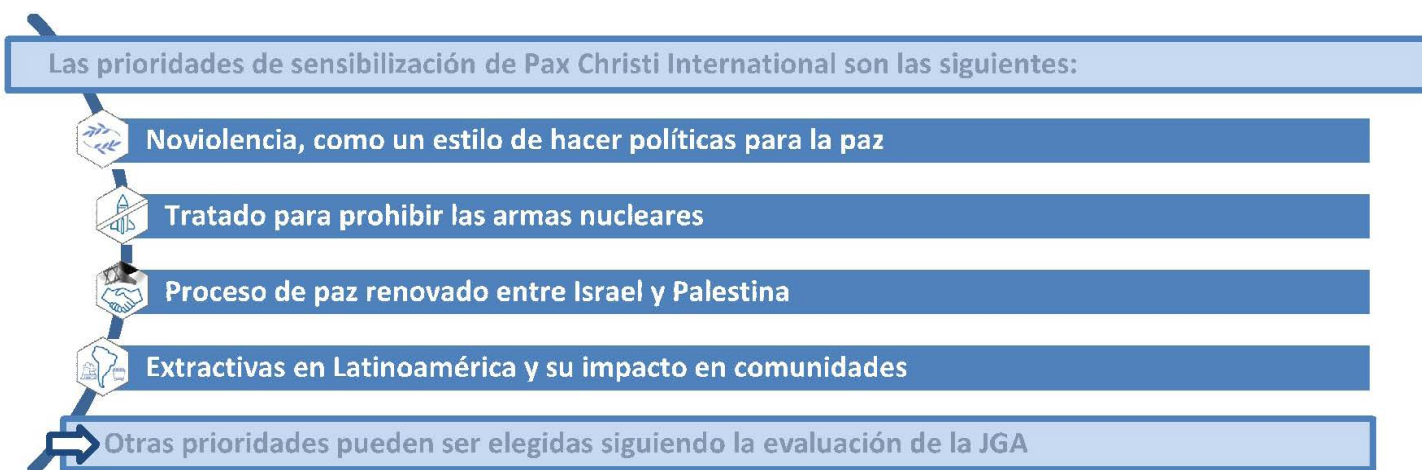 Las prioridades de sensibilización de Pax Christi International son las siguientes:
Noviolencia, como un estilo de hacer políticas para la paz
Tratado para prohibir las armas nucleares
Proceso de paz renovado entre Israel y Palestina
Extractivas en Latinoamérica y su impacto en comunidades
Otras prioridades pueden ser elegidas siguiendo la evaluación de la JGA